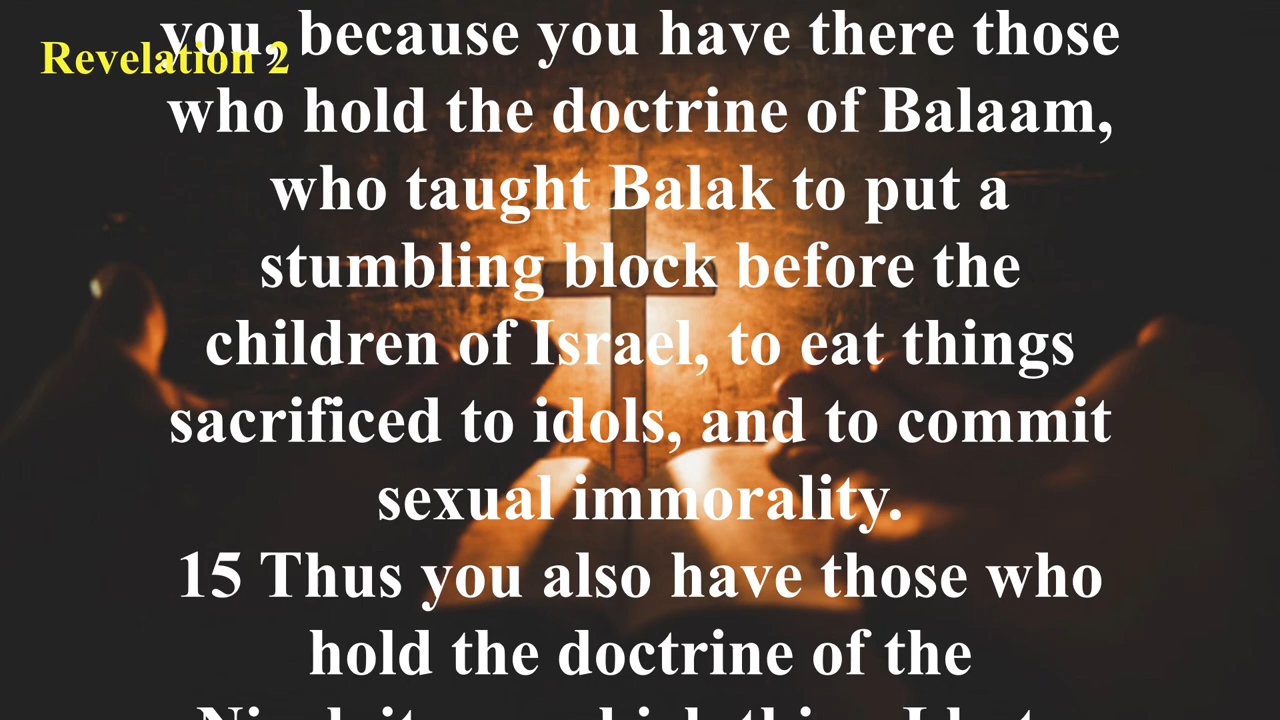 Revelation 2
you, because you have there those
who hold the doctrine of Balaam,
who taught Balak to put a
stumbling block before the
children of Israel, to eat things
sacrificed to idols, and to commit
sexual immorality.
15 Thus you also have those who
hold the doctrine of the